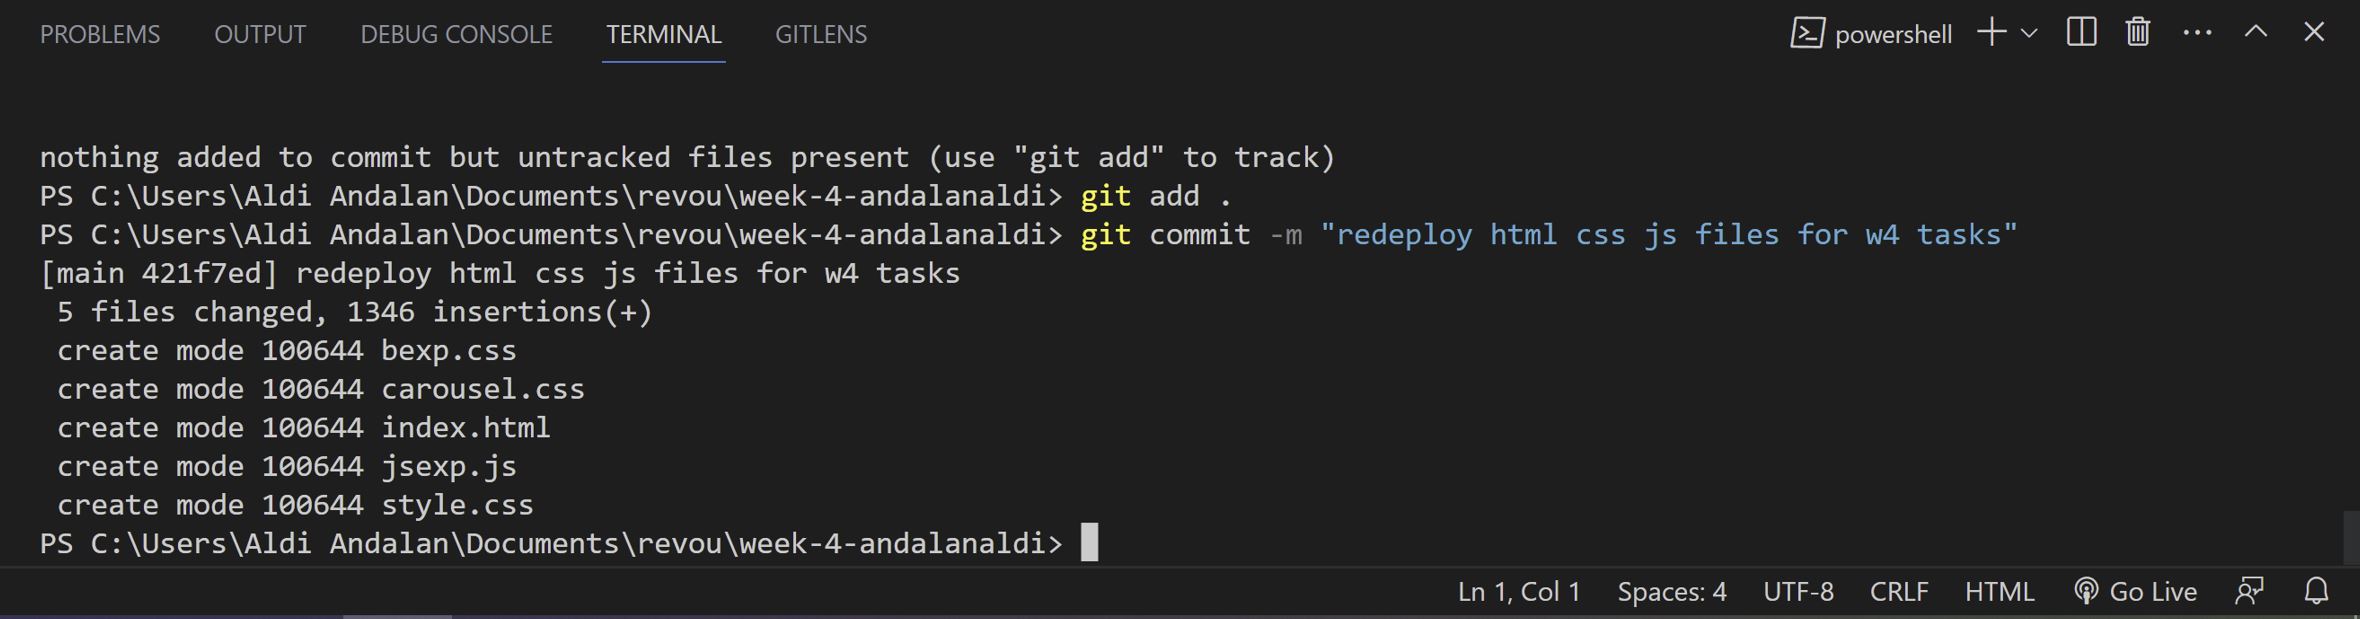 PROBLEMS OUTPUT DEBUG CONSOLE TERMINAL GITLENS powershell
nothing added to commit but untracked files present (use "git add" to track)
PS C:\Users\Aldi Andalan\Documents\revou\week-4-andalanaldi> git add .
PS C:\Users\Aldi Andalan\Documents\revou\week-4-andalanaldi> git commit -m "redeploy html css js files for w4 tasks"
[main 421f7ed] redeploy html css js files for w4 tasks
 5 files changed, 1346 insertions(+)
 create mode 100644 bexp.css
 create mode 100644 carousel.css
 create mode 100644 index.html
 create mode 100644 jsexp.js
 create mode 100644 style.css
PS C:\Users\Aldi Andalan\Documents\revou\week-4-andalanaldi>
Ln 1, Col 1 Spaces: 4 UTF-8 CRLF HTML Go Live